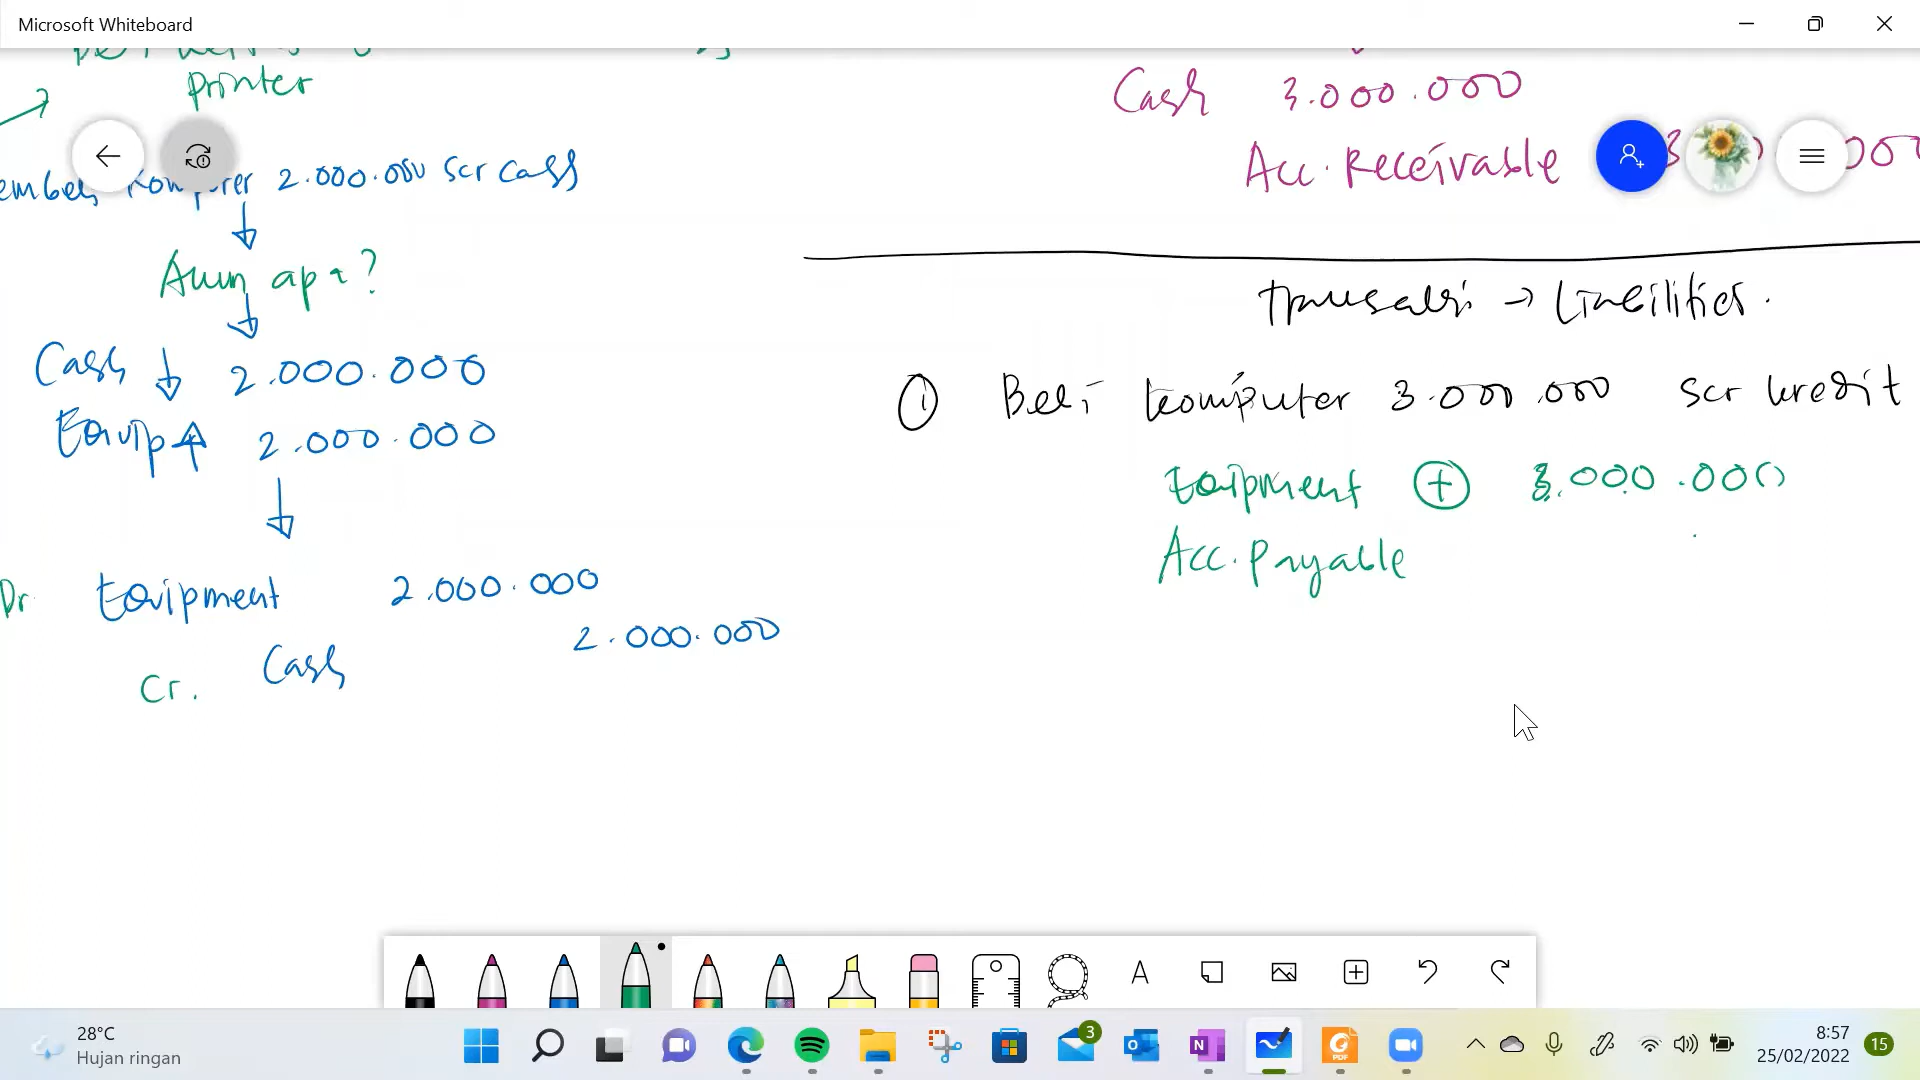 Microsoft Whiteboard
printer
Komputer 2.000.000 scr cash
Akun apa?
Cash ↓ 2.000.000
Equip ↑ 2.000.000
Dr. Equipment 2.000.000
2.000.000
Cr. Cash
Cash 3.000.000
Acc. Receivable
Transaksi → Liabilities.
① Beli komputer 3.000.000 scr kredit
Equipment + 3.000.000
Acc. Payable
A
28°C
Hujan ringan
3
PDF
8:57
25/02/2022
15